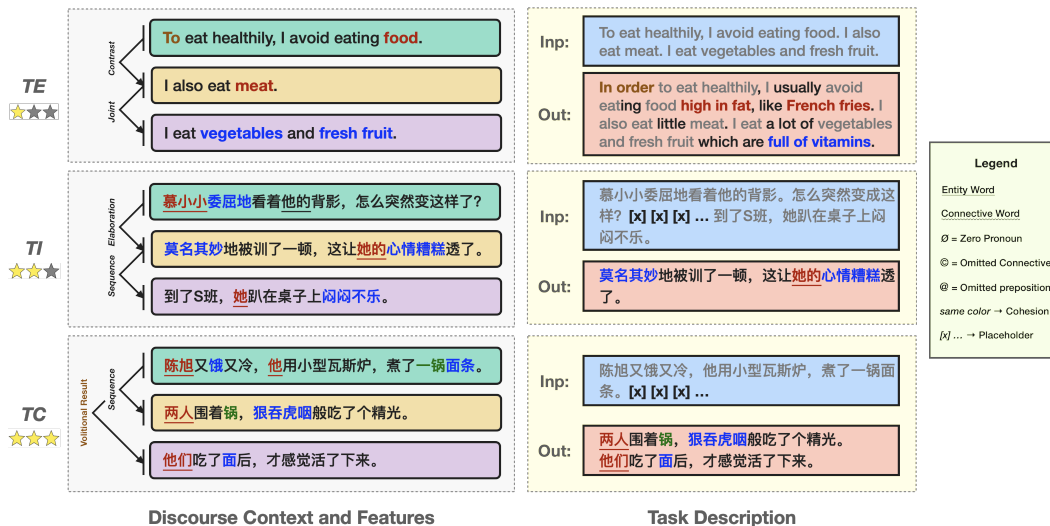 TE
Contrast
Joint
To eat healthily, I avoid eating food.
I also eat meat.
I eat vegetables and fresh fruit.
Inp:
To eat healthily, I avoid eating food. I also
eat meat. I eat vegetables and fresh fruit.
Out:
In order to eat healthily, I usually avoid
eating food high in fat, like French fries. I
also eat little meat. I eat a lot of vegetables
and fresh fruit which are full of vitamins.
TI
Elaboration
Sequence
慕小小委屈地看着他的背影，怎么突然变这样了？
莫名其妙地被训了一顿，这让她的心情糟糕透了。
到了S班，她趴在桌子上闷闷不乐。
Inp:
慕小小委屈地看着他的背影。怎么突然变成这
样？[x] [x] [x] ... 到了S班，她趴在桌子上闷
闷不乐。
Out:
莫名其妙地被训了一顿，这让她的心情糟糕透
了。
TC
Volitional Result
Sequence
陈旭又饿又冷，他用小型瓦斯炉，煮了一锅面条。
两人围着锅，狼吞虎咽般吃了个精光。
他们吃了面后，才感觉活了下来。
Inp:
陈旭又饿又冷，他用小型瓦斯炉，煮了一锅面
条。[x] [x] [x] ...
Out:
两人围着锅，狼吞虎咽般吃了个精光。
他们吃了面后，才感觉活了下来。
Legend
Entity Word
Connective Word
Ø = Zero Pronoun
© = Omitted Connective
@ = Omitted preposition
same color → Cohesion
[x] ... → Placeholder
Discourse Context and Features
Task Description